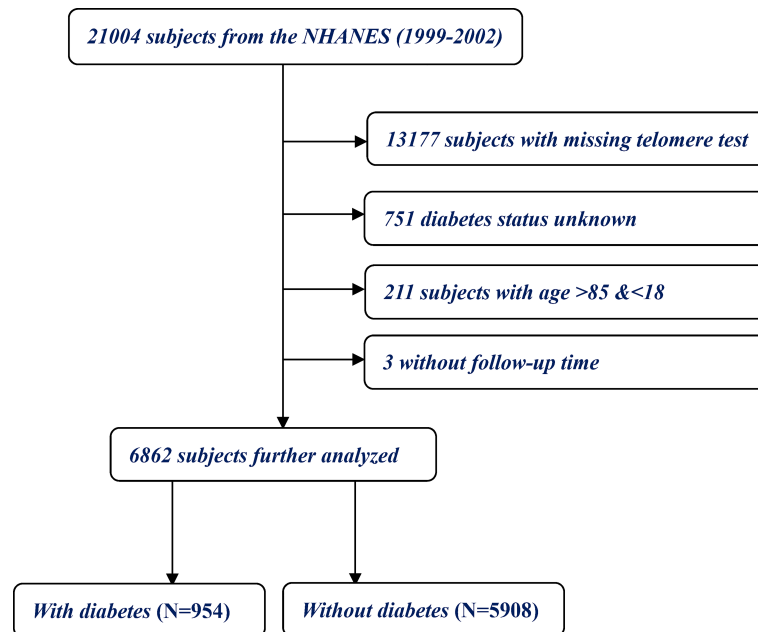 21004 subjects from the NHANES (1999-2002)
13177 subjects with missing telomere test
751 diabetes status unknown
211 subjects with age >85 &<18
3 without follow-up time
6862 subjects further analyzed
With diabetes (N=954)
Without diabetes (N=5908)